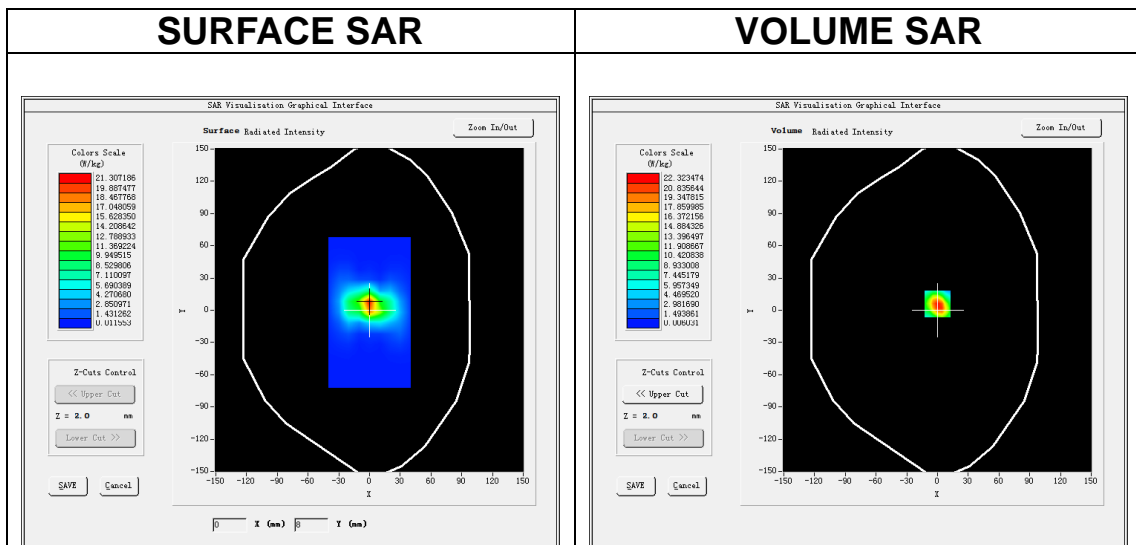 SURFACE SAR
VOLUME SAR
SAR Visualisation Graphical Interface
Surface Radiated Intensity
Zoom In/Out
Colors Scale
(W/kg)
21.307186
19.887477
18.467768
17.048059
15.628350
14.208642
12.788933
11.369224
9.949515
8.529806
7.110097
5.690389
4.270680
2.850971
1.431262
0.011553
150
120
90
60
30
0
-30
-60
-90
-120
-150
Y
-150 -120 -90 -60 -30 0 30 60 90 120 150
X
Z-Cuts Control
<< Upper Cut
Z = 2.0 mm
Lower Cut >>
SAVE Cancel
0 X (mm) 8 Y (mm)
SAR Visualisation Graphical Interface
Volume Radiated Intensity
Zoom In/Out
Colors Scale
(W/kg)
22.323474
20.835644
19.347815
17.859985
16.372156
14.884326
13.396497
11.908667
10.420838
8.933008
7.445179
5.957349
4.469520
2.981690
1.493861
0.006031
150
120
90
60
30
0
-30
-60
-90
-120
-150
Y
-150 -120 -90 -60 -30 0 30 60 90 120 150
X
Z-Cuts Control
<< Upper Cut
Z = 2.0 mm
Lower Cut >>
SAVE Cancel